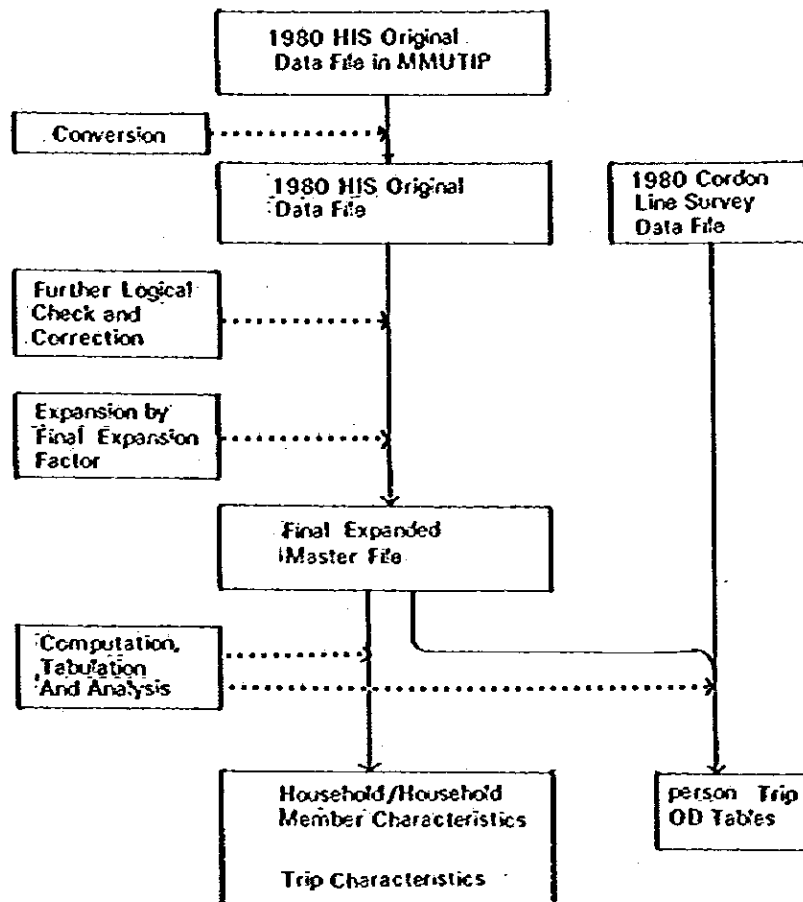 1980 HIS Original
Data File in MMUTIP
Conversion
1980 HIS Original
Data File
1980 Cordon
Line Survey
Data File
Further Logical
Check and
Correction
Expansion by
Final Expansion
Factor
Final Expanded
Master File
Computation,
Tabulation
And Analysis
Household/Household
Member Characteristics
Trip Characteristics
person Trip
OD Tables